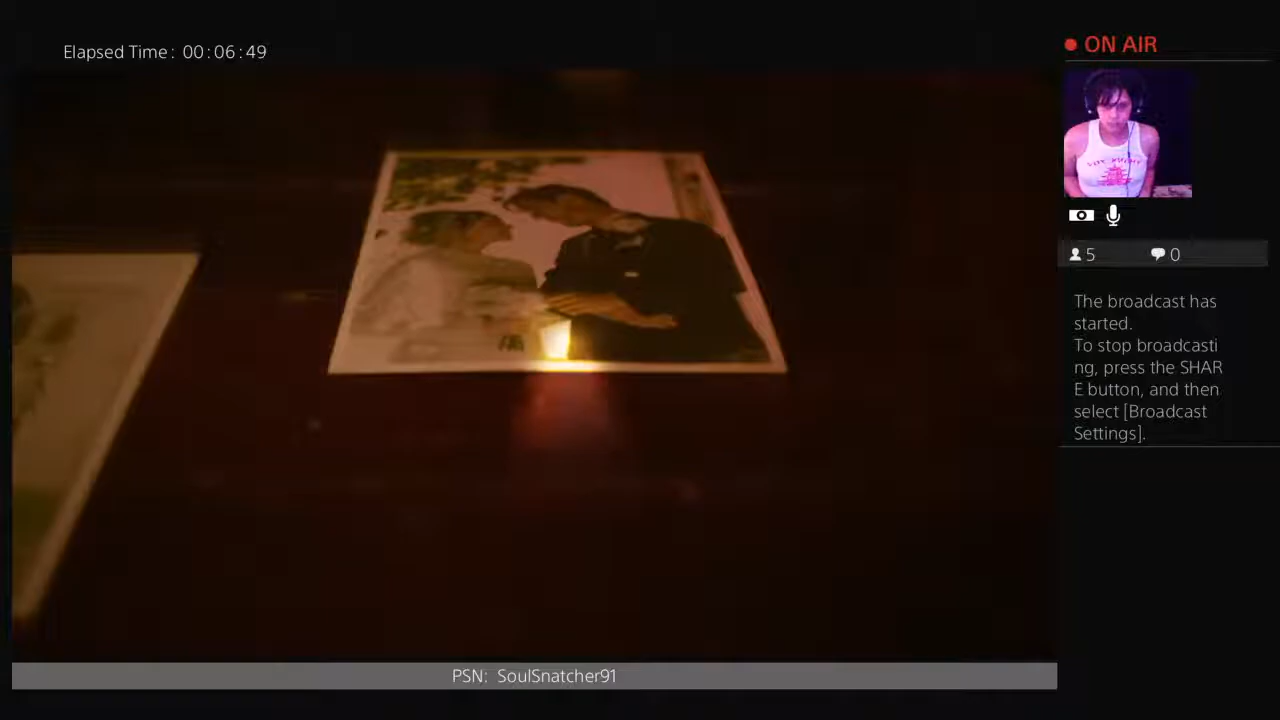 Elapsed Time: 00:06:49
ON AIR
5
0
The broadcast has
started.
To stop broadcasti
ng, press the SHAR
E button, and then
select [Broadcast
Settings].
PSN: SoulSnatcher91